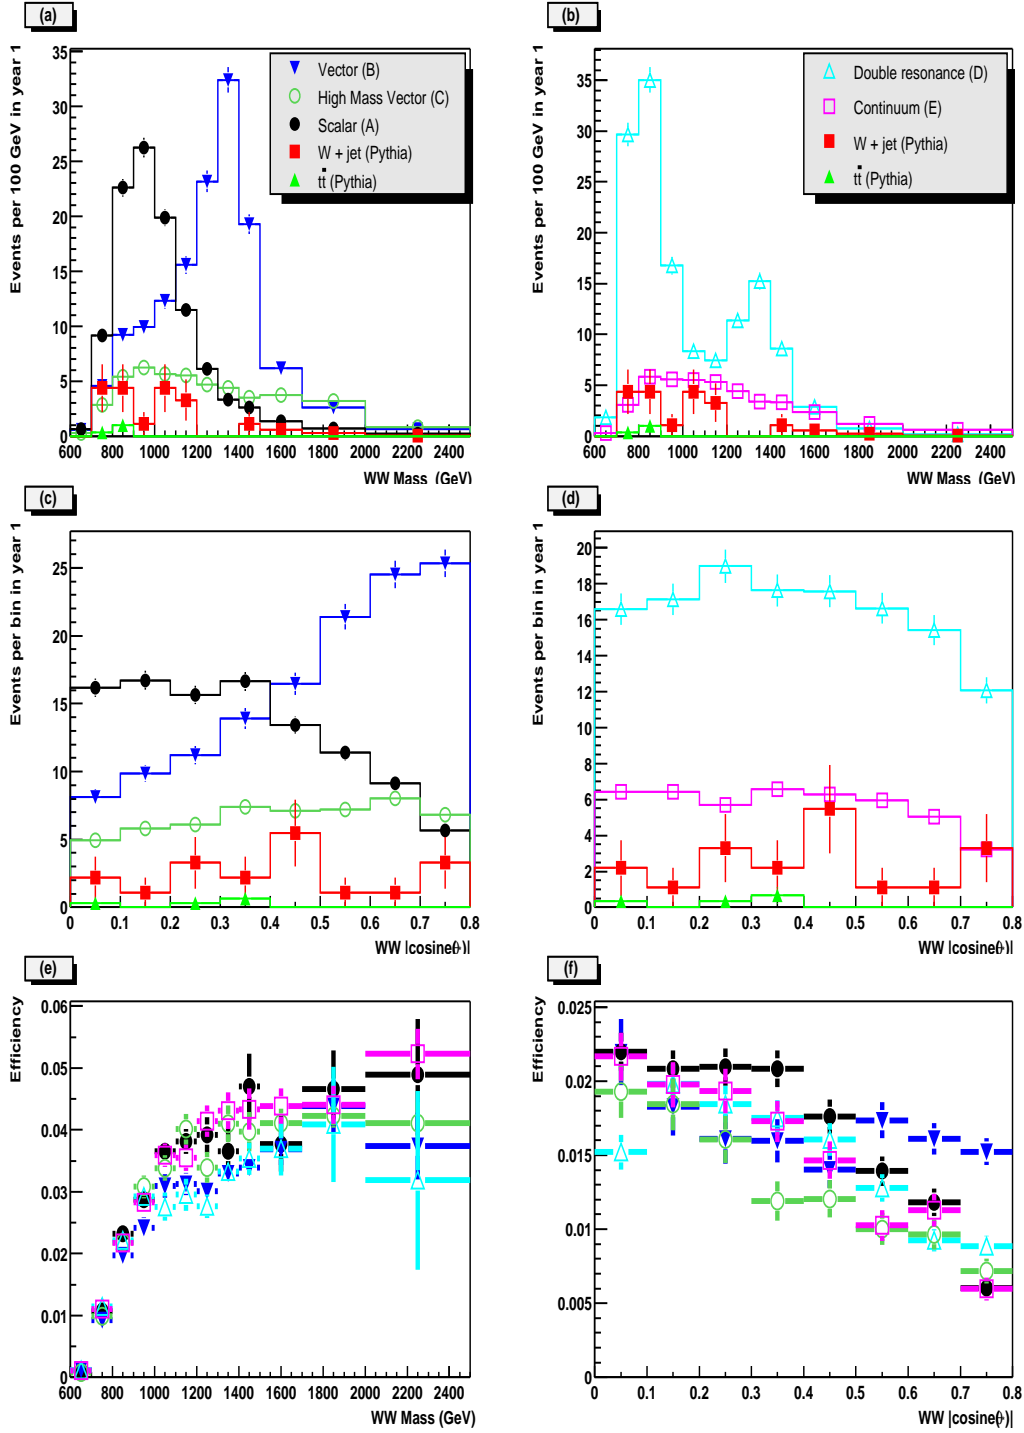 (a)
Events per 100 GeV in year 1
35
30
25
20
15
10
5
0
Vector (B)
High Mass Vector (C)
Scalar (A)
W + jet (Pythia)
tt (Pythia)
600 800 1000 1200 1400 1600 1800 2000 2200 2400
WW Mass (GeV)
(b)
Events per 100 GeV in year 1
35
30
25
20
15
10
5
0
Double resonance (D)
Continuum (E)
W + jet (Pythia)
tt (Pythia)
600 800 1000 1200 1400 1600 1800 2000 2200 2400
WW Mass (GeV)
(c)
Events per bin in year 1
25
20
15
10
5
0
0 0.1 0.2 0.3 0.4 0.5 0.6 0.7 0.8
WW |cosine(
)|
(d)
Events per bin in year 1
20
18
16
14
12
10
8
6
4
2
0
0 0.1 0.2 0.3 0.4 0.5 0.6 0.7 0.8
WW |cosine(
)|
(e)
Efficiency
0.06
0.05
0.04
0.03
0.02
0.01
0
600 800 1000 1200 1400 1600 1800 2000 2200 2400
WW Mass (GeV)
(f)
Efficiency
0.025
0.02
0.015
0.01
0.005
0
0 0.1 0.2 0.3 0.4 0.5 0.6 0.7 0.8
WW |cosine(
)|